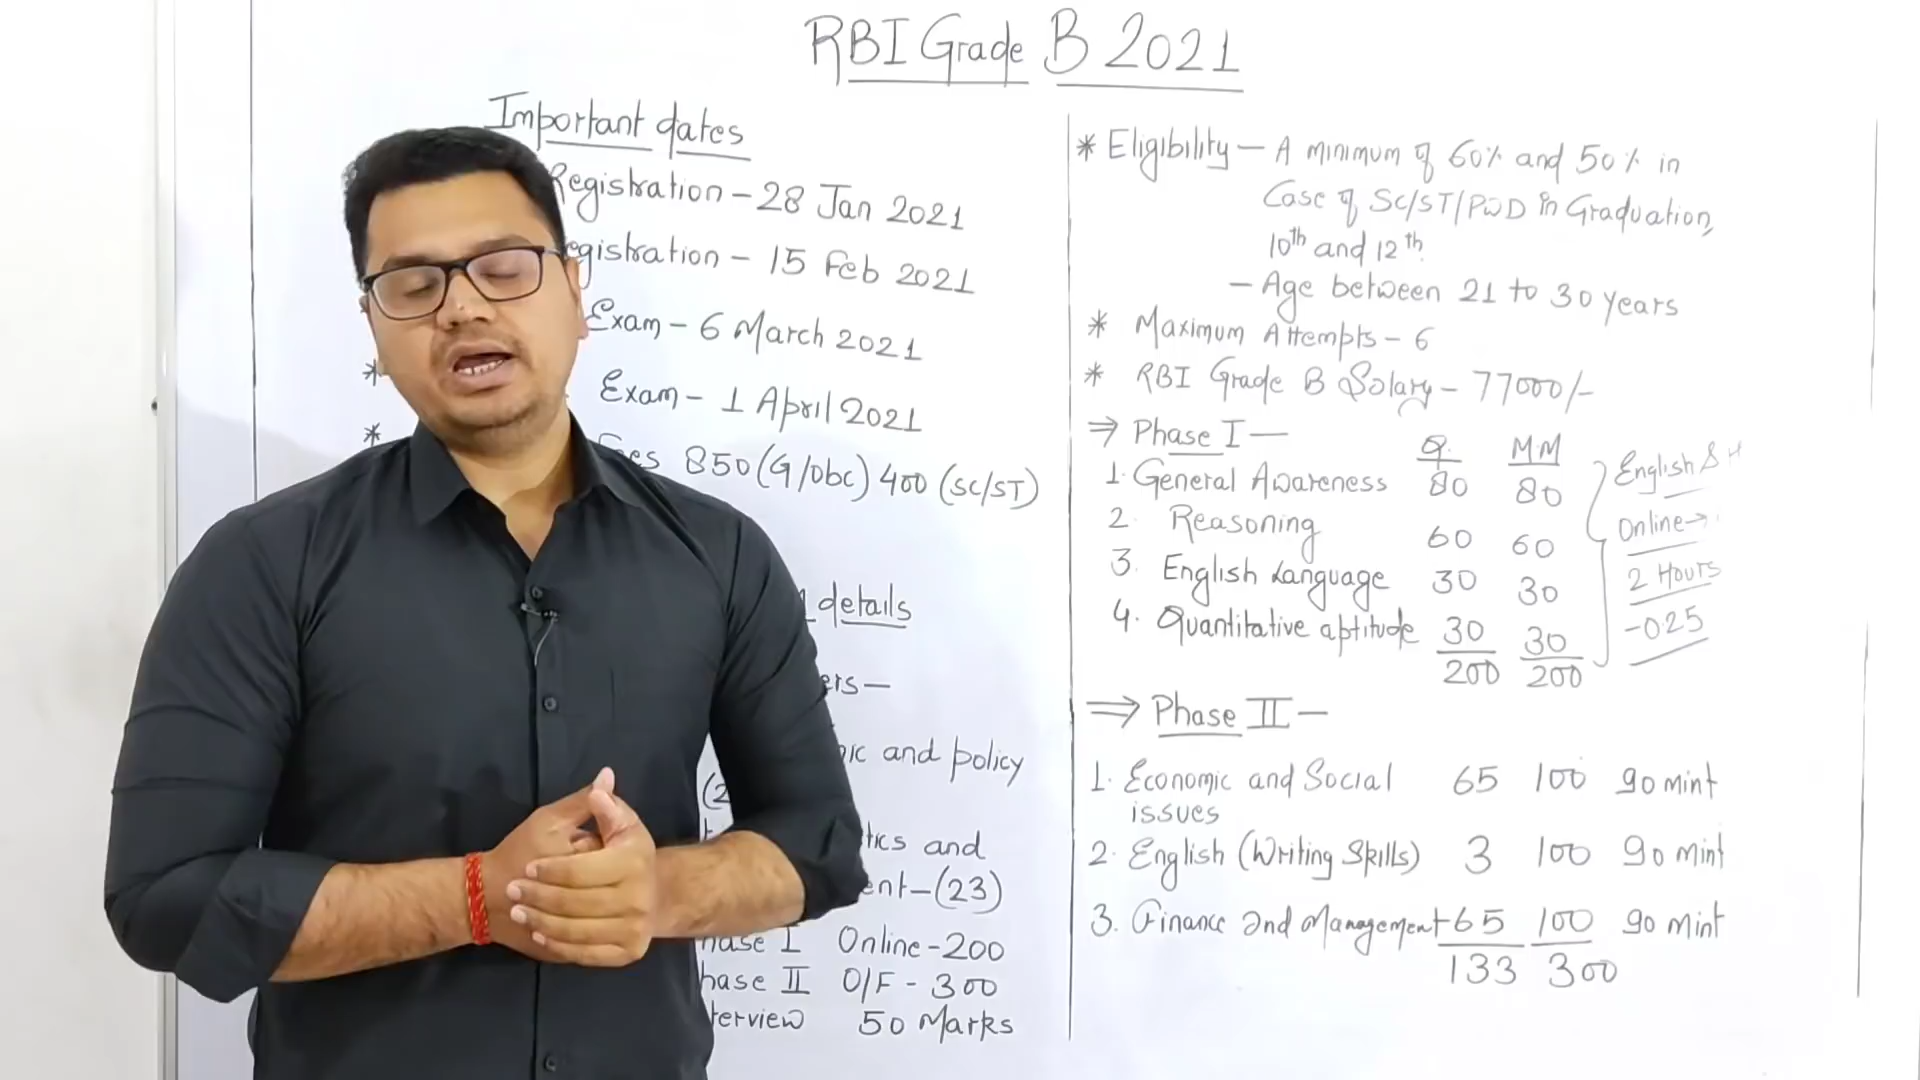 RBI Grade B 2021
Important dates
Registration - 28 Jan 2021
egistration - 15 Feb 2021
Exam - 6 March 2021
* Exam - 1 April 2021
* ees 850 (G/obc) 400 (SC/ST)
details
ers -
ic and policy
(2
tics and
ent - (23)
hase I Online - 200
hase II O/F - 300
terview 50 Marks
* Eligibility - A minimum of 60% and 50% in
Case of SC/ST/PWD in Graduation,
10th and 12th.
- Age between 21 to 30 years
* Maximum Attempts - 6
* RBI Grade B Salary - 77000/-
⇒ Phase I - Q. M.M
1. General Awareness 80 80
2. Reasoning 60 60
3. English Language 30 30
4. Quantitative aptitude 30 30
200 200
English & H
Online →
2 Hours
-0.25
⇒ Phase II -
1. Economic and Social 65 100 90 mint
issues
2. English (Writing Skills) 3 100 90 mint
3. Finance and Management 65 100 90 mint
133 300